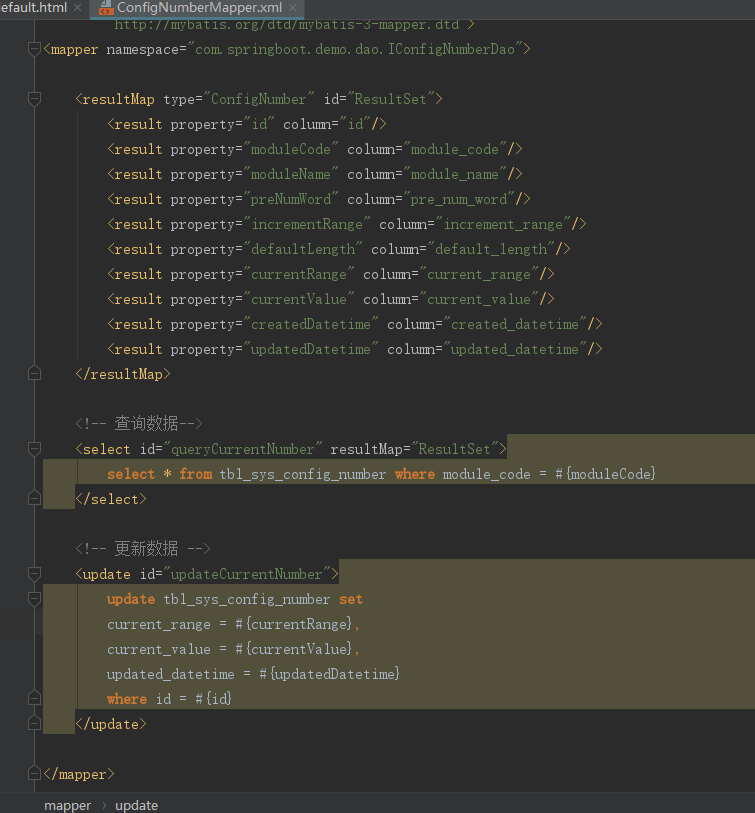 efault.html × ConfigNumberMapper.xml ×
http://mybatis.org/dtd/mybatis-3-mapper.dtd >
<mapper namespace="com.springboot.demo.dao.IConfigNumberDao">
<resultMap type="ConfigNumber" id="ResultSet">
<result property="id" column="id"/>
<result property="moduleCode" column="module_code"/>
<result property="moduleName" column="module_name"/>
<result property="preNumWord" column="pre_num_word"/>
<result property="incrementRange" column="increment_range"/>
<result property="defaultLength" column="default_length"/>
<result property="currentRange" column="current_range"/>
<result property="currentValue" column="current_value"/>
<result property="createdDatetime" column="created_datetime"/>
<result property="updatedDatetime" column="updated_datetime"/>
</resultMap>
<!-- 查询数据-->
<select id="queryCurrentNumber" resultMap="ResultSet">
select * from tbl_sys_config_number where module_code = #{moduleCode}
</select>
<!-- 更新数据 -->
<update id="updateCurrentNumber">
update tbl_sys_config_number set
current_range = #{currentRange},
current_value = #{currentValue},
updated_datetime = #{updatedDatetime}
where id = #{id}
</update>
</mapper>
mapper › update